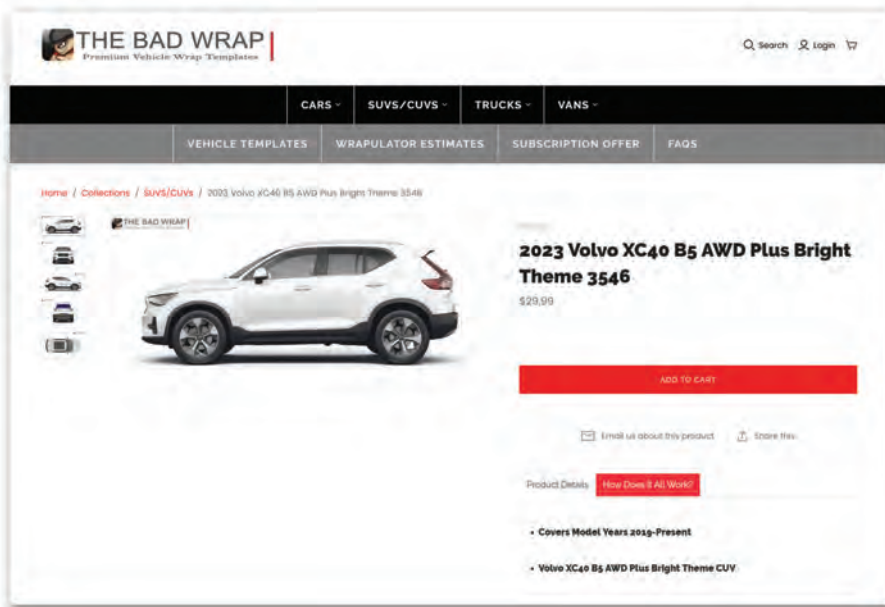 THE BAD WRAP
Premium Vehicle Wrap Templates
Search Login
CARS SUVS/CUVS TRUCKS VANS
VEHICLE TEMPLATES WRAPULATOR ESTIMATES SUBSCRIPTION OFFER FAQS
Home / Collections / SUVS/CUVs / 2023 Volvo XC40 B5 AWD Plus Bright Theme 3546
THE BAD WRAP
2023 Volvo XC40 B5 AWD Plus Bright
Theme 3546
$29.99
ADD TO CART
Email us about this product Share this
Product Details How Does It All Work?
• Covers Model Years 2019-Present
• Volvo XC40 B5 AWD Plus Bright Theme CUV